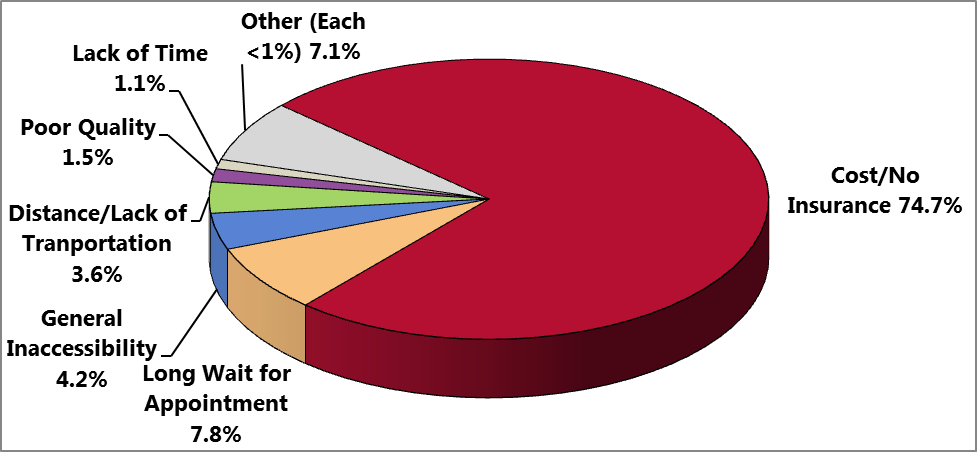 Other (Each
<1%) 7.1%
Lack of Time
1.1%
Poor Quality
1.5%
Distance/Lack of
Tranportation
3.6%
General
Inaccessibility
4.2%
Long Wait for
Appointment
7.8%
Cost/No
Insurance 74.7%